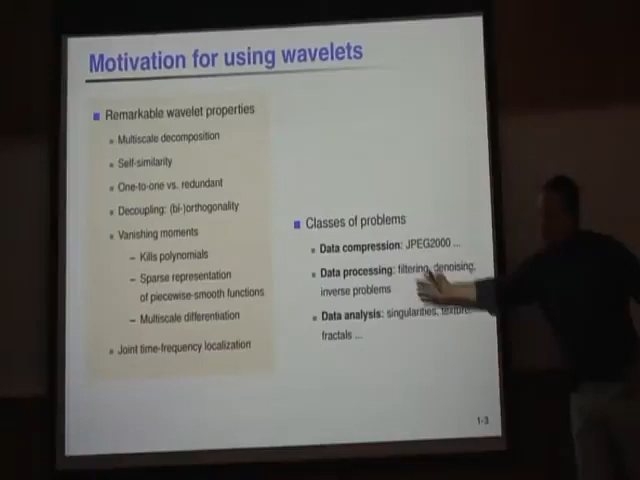 Motivation for using wavelets
Remarkable wavelet properties
Multiscale decomposition
Self-similarity
One-to-one vs. redundant
Decoupling: (bi-)orthogonality
Vanishing moments
– Kills polynomials
– Sparse representation
of piecewise-smooth functions
– Multiscale differentiation
Joint time-frequency localization
Classes of problems
Data compression: JPEG2000 ...
Data processing: filtering, denoising,
inverse problems
Data analysis: singularities, texture,
fractals ...
1-3